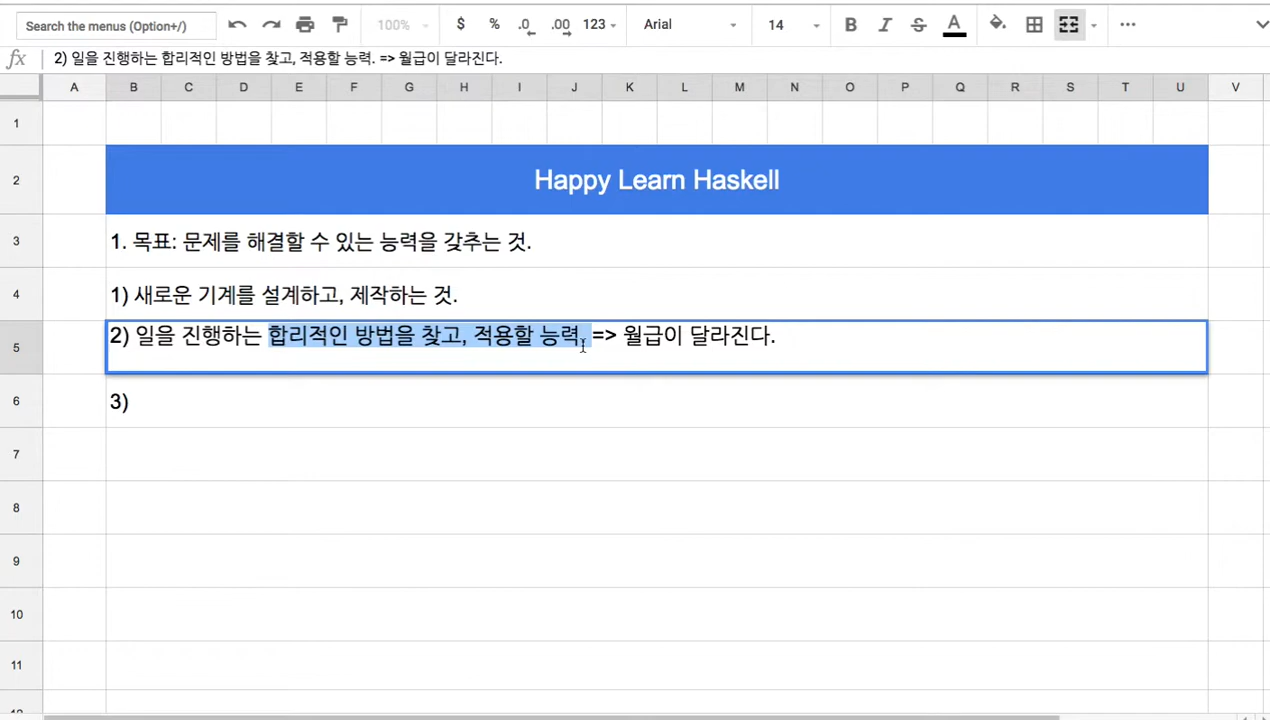 Search the menus (Option+/) 100% $ % .0 .00 123 Arial 14 B I S A
fx 2) 일을 진행하는 합리적인 방법을 찾고, 적용할 능력. => 월급이 달라진다.
A B C D E F G H I J K L M N O P Q R S T U V
1
2 Happy Learn Haskell
3 1. 목표: 문제를 해결할 수 있는 능력을 갖추는 것.
4 1) 새로운 기계를 설계하고, 제작하는 것.
5 2) 일을 진행하는 합리적인 방법을 찾고, 적용할 능력. => 월급이 달라진다.
6 3)
7
8
9
10
11